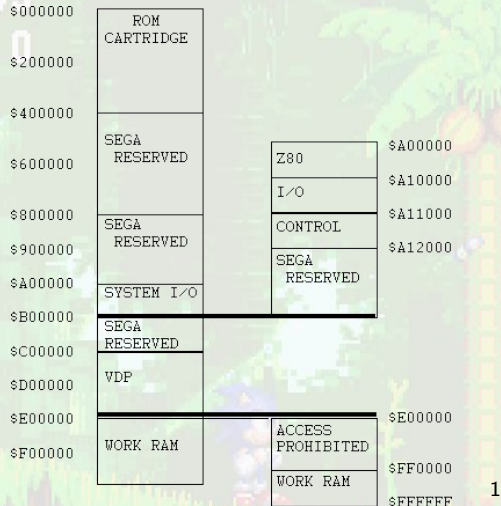 $000000
ROM
CARTRIDGE
$200000
$400000
SEGA
RESERVED
$600000
$800000
SEGA
RESERVED
$900000
$A00000
SYSTEM I/O
$B00000
SEGA
RESERVED
$C00000
VDP
$D00000
$E00000
WORK RAM
$F00000
$A00000
Z80
$A10000
I/O
$A11000
CONTROL
$A12000
SEGA
RESERVED
$E00000
ACCESS
PROHIBITED
$FF0000
WORK RAM
$FFFFFF
1